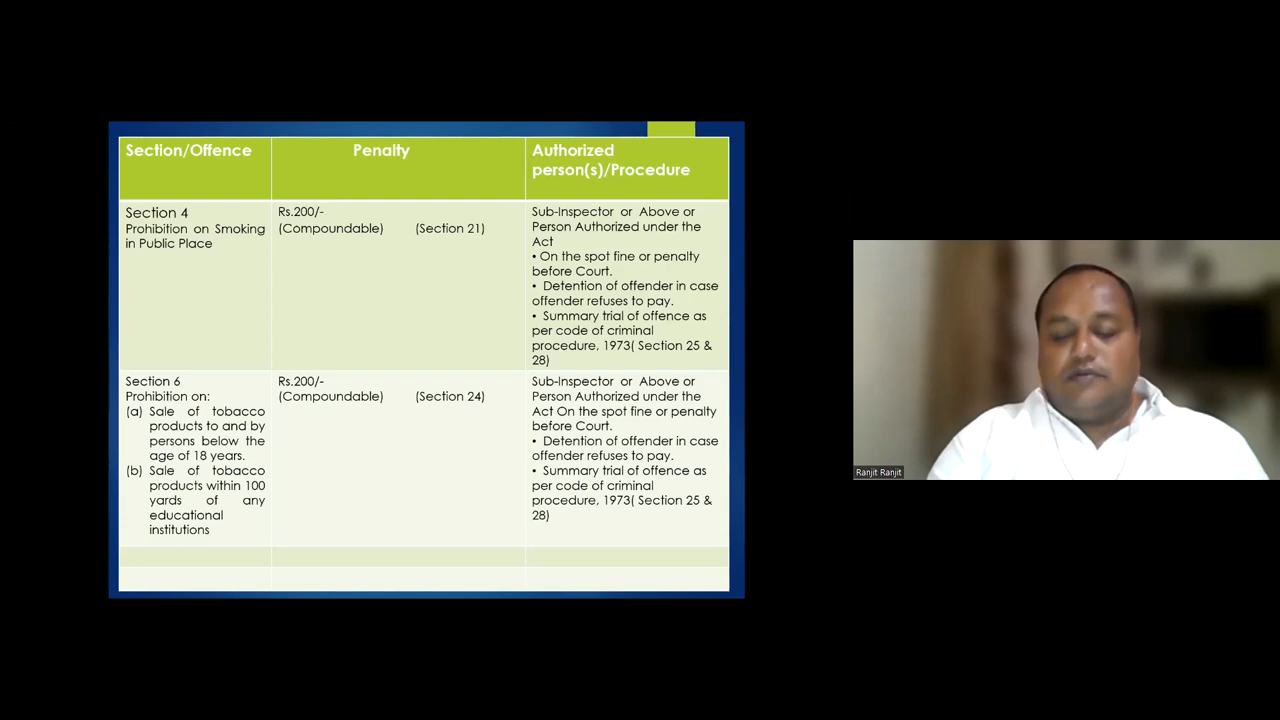 Section/Offence
Penalty
Authorized
person(s)/Procedure
Section 4
Prohibition on Smoking
in Public Place
Rs.200/-
(Compoundable) (Section 21)
Sub-Inspector or Above or
Person Authorized under the
Act
• On the spot fine or penalty
before Court.
• Detention of offender in case
offender refuses to pay.
• Summary trial of offence as
per code of criminal
procedure, 1973( Section 25 &
28)
Section 6
Prohibition on:
(a) Sale of tobacco
products to and by
persons below the
age of 18 years.
(b) Sale of tobacco
products within 100
yards of any
educational
institutions
Rs.200/-
(Compoundable) (Section 24)
Sub-Inspector or Above or
Person Authorized under the
Act On the spot fine or penalty
before Court.
• Detention of offender in case
offender refuses to pay.
• Summary trial of offence as
per code of criminal
procedure, 1973( Section 25 &
28)
Ranjit Ranjit